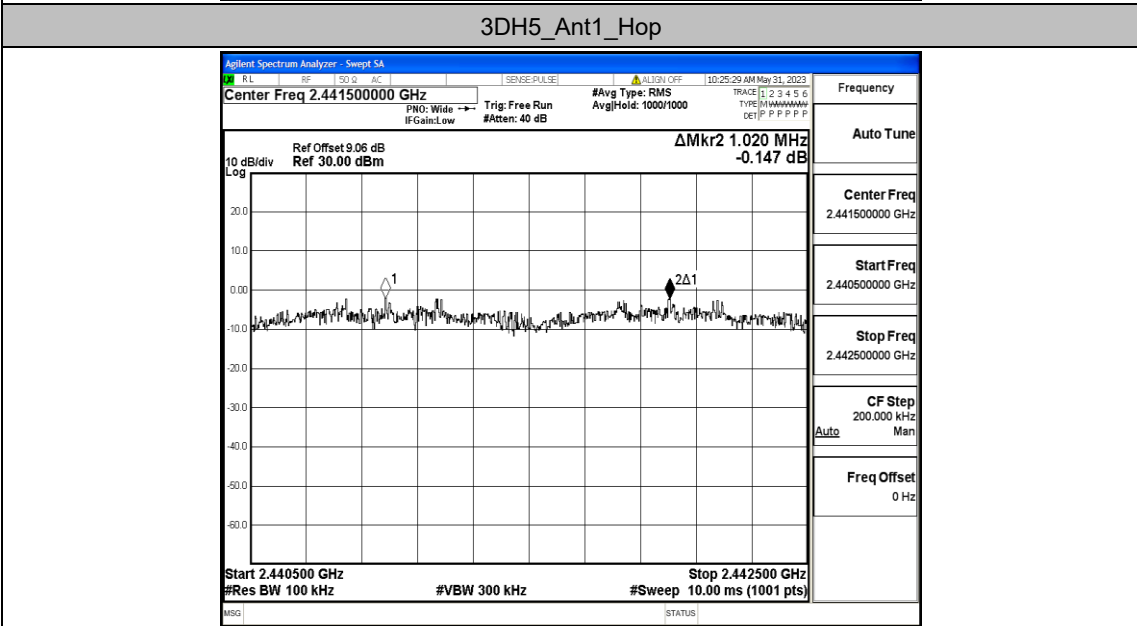 3DH5_Ant1_Hop
Agilent Spectrum Analyzer - Swept SA
LXI RL RF 50 Ω AC SENSE:PULSE ALIGN OFF 10:25:29 AM May 31, 2023
Center Freq 2.441500000 GHz
PNO: Wide
IFGain:Low
Trig: Free Run
#Atten: 40 dB
#Avg Type: RMS
Avg|Hold: 1000/1000
TRACE 1 2 3 4 5 6
TYPE M W W W W W
DET P P P P P P
Ref Offset 9.06 dB
10 dB/div Ref 30.00 dBm
Log
ΔMkr2 1.020 MHz
-0.147 dB
20.0
10.0
0.00
-10.0
-20.0
-30.0
-40.0
-50.0
-60.0
1
2Δ1
Start 2.440500 GHz
Stop 2.442500 GHz
#Res BW 100 kHz
#VBW 300 kHz
#Sweep 10.00 ms (1001 pts)
MSG
STATUS
Frequency
Auto Tune
Center Freq
2.441500000 GHz
Start Freq
2.440500000 GHz
Stop Freq
2.442500000 GHz
CF Step
200.000 kHz
Auto Man
Freq Offset
0 Hz